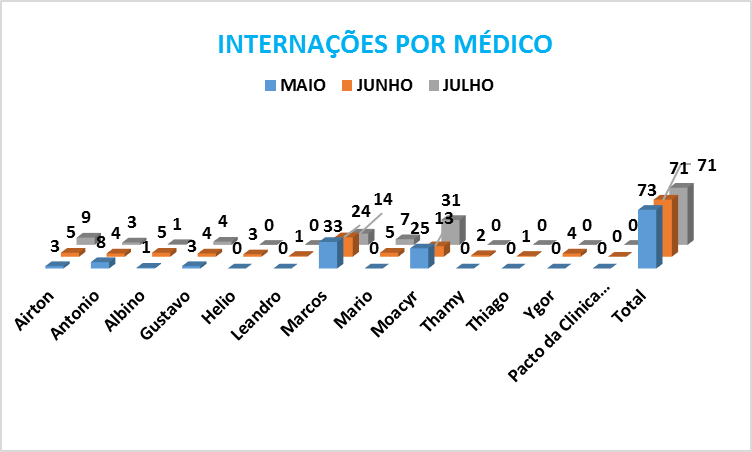 INTERNAÇÕES POR MÉDICO
MAIO JUNHO JULHO
3 5 9
8 4 3
1 5 1
3 4 4
0 3 0
0 1 0
33 24 14
0 5 7
25 13 31
0 2 0
0 1 0
0 4 0
0 0 0
73 71 71
Airton
Antonio
Albino
Gustavo
Helio
Leandro
Marcos
Mario
Moacyr
Thamy
Thiago
Ygor
Pacto da Clinica...
Total